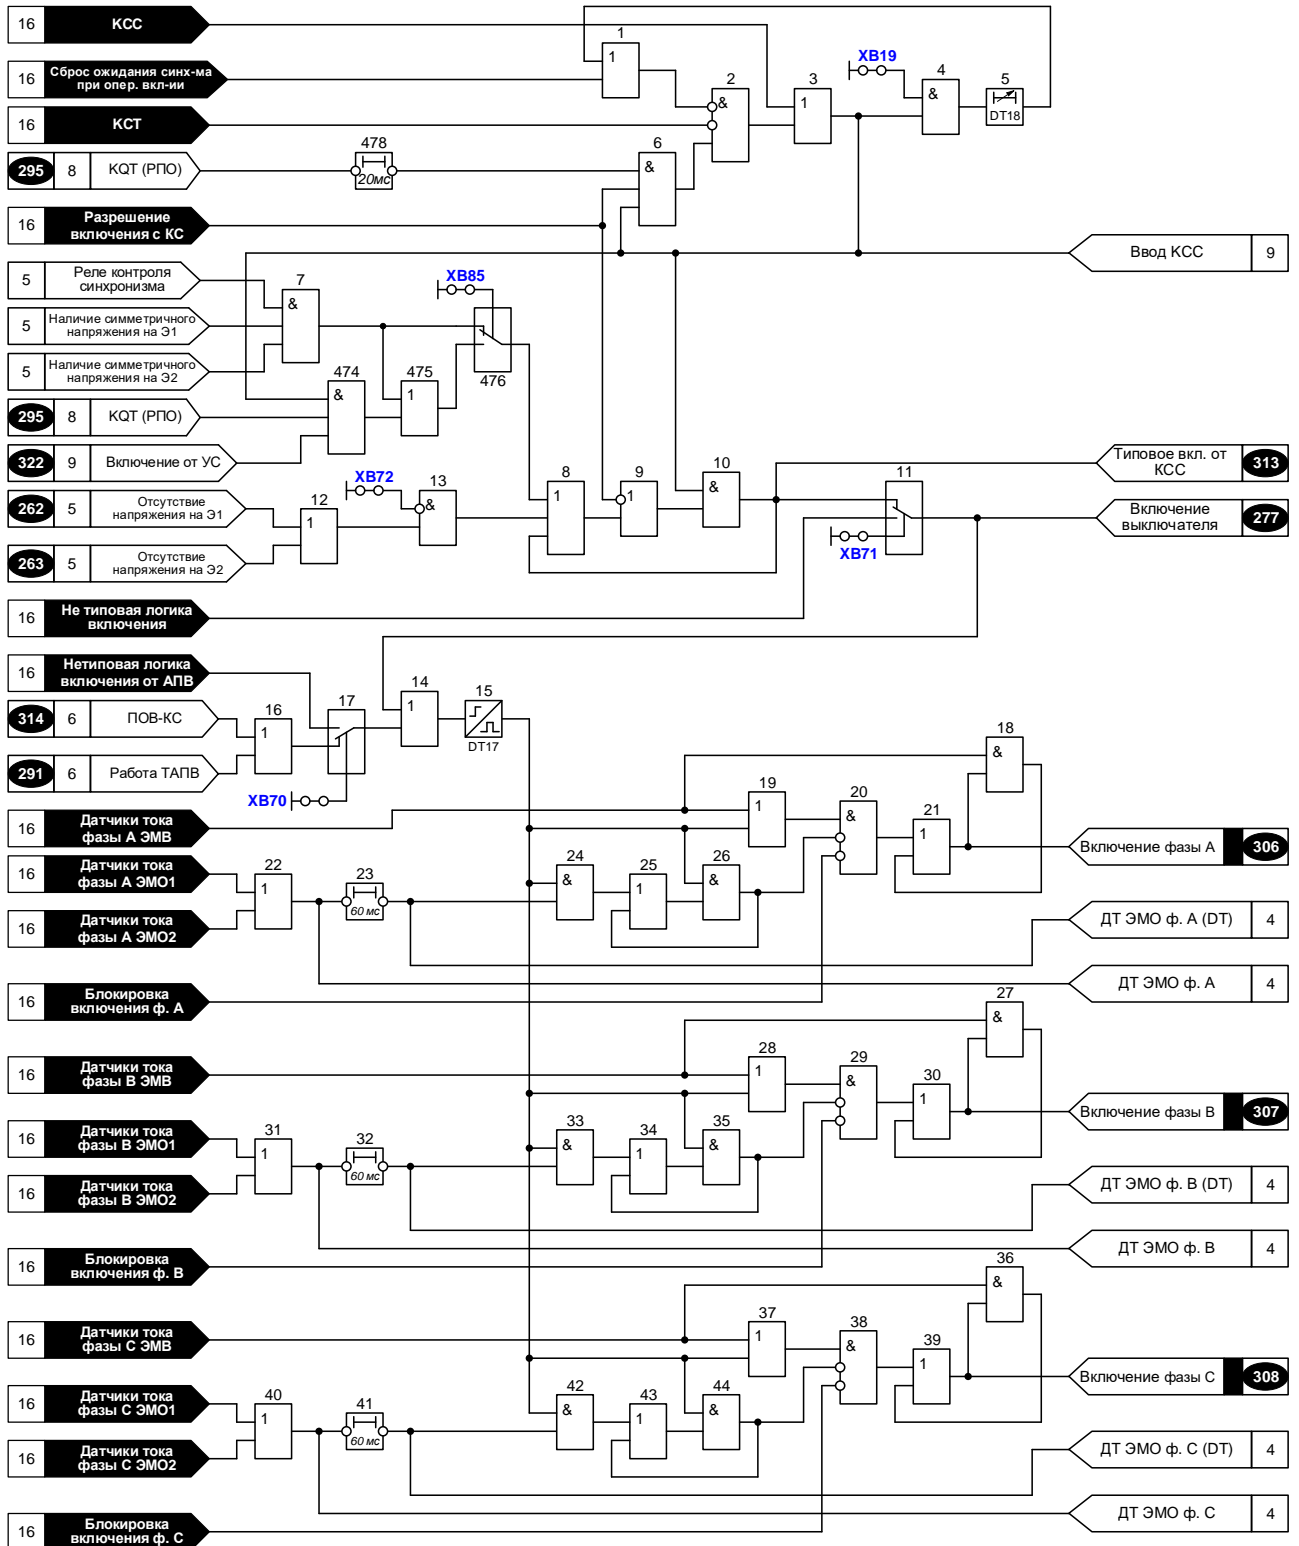 16 KCC
1
16 Сброс ожидания синх-ма
при опер. вкл-ии
1
2
&
3
1
XB19
4
&
5
DT18
16 КСТ
295 8 KQT (РПО)
478
20мс
6
&
16 Разрешение
включения с КС
Ввод КСС 9
5 Реле контроля
синхронизма
7
&
XB85
5 Наличие симметричного
напряжения на Э1
476
5 Наличие симметричного
напряжения на Э2
474
&
475
1
295 8 KQT (РПО)
322 9 Включение от УС
Типовое вкл. от
КСС 313
262 5 Отсутствие
напряжения на Э1
12
1
XB72
13
&
8
1
9
1
10
&
11
XB71
Включение
выключателя 277
263 5 Отсутствие
напряжения на Э2
16 Не типовая логика
включения
16 Нетиповая логика
включения от АПВ
314 6 ПОВ-КС
16
1
17
14
1
15
DT17
291 6 Работа ТАПВ
XB70
18
&
16 Датчики тока
фазы А ЭМВ
19
1
20
&
21
1
Включение фазы А 306
16 Датчики тока
фазы А ЭМО1
22
1
23
60 мс
24
&
25
1
26
&
16 Датчики тока
фазы А ЭМО2
ДТ ЭМО ф. А (DT) 4
ДТ ЭМО ф. А 4
16 Блокировка
включения ф. А
27
&
16 Датчики тока
фазы В ЭМВ
28
1
29
&
30
1
Включение фазы В 307
16 Датчики тока
фазы В ЭМО1
31
1
32
60 мс
33
&
34
1
35
&
16 Датчики тока
фазы В ЭМО2
ДТ ЭМО ф. В (DT) 4
ДТ ЭМО ф. В 4
16 Блокировка
включения ф. В
36
&
16 Датчики тока
фазы С ЭМВ
37
1
38
&
39
1
Включение фазы С 308
16 Датчики тока
фазы С ЭМО1
40
1
41
60 мс
42
&
43
1
44
&
16 Датчики тока
фазы С ЭМО2
ДТ ЭМО ф. С (DT) 4
ДТ ЭМО ф. С 4
16 Блокировка
включения ф. С